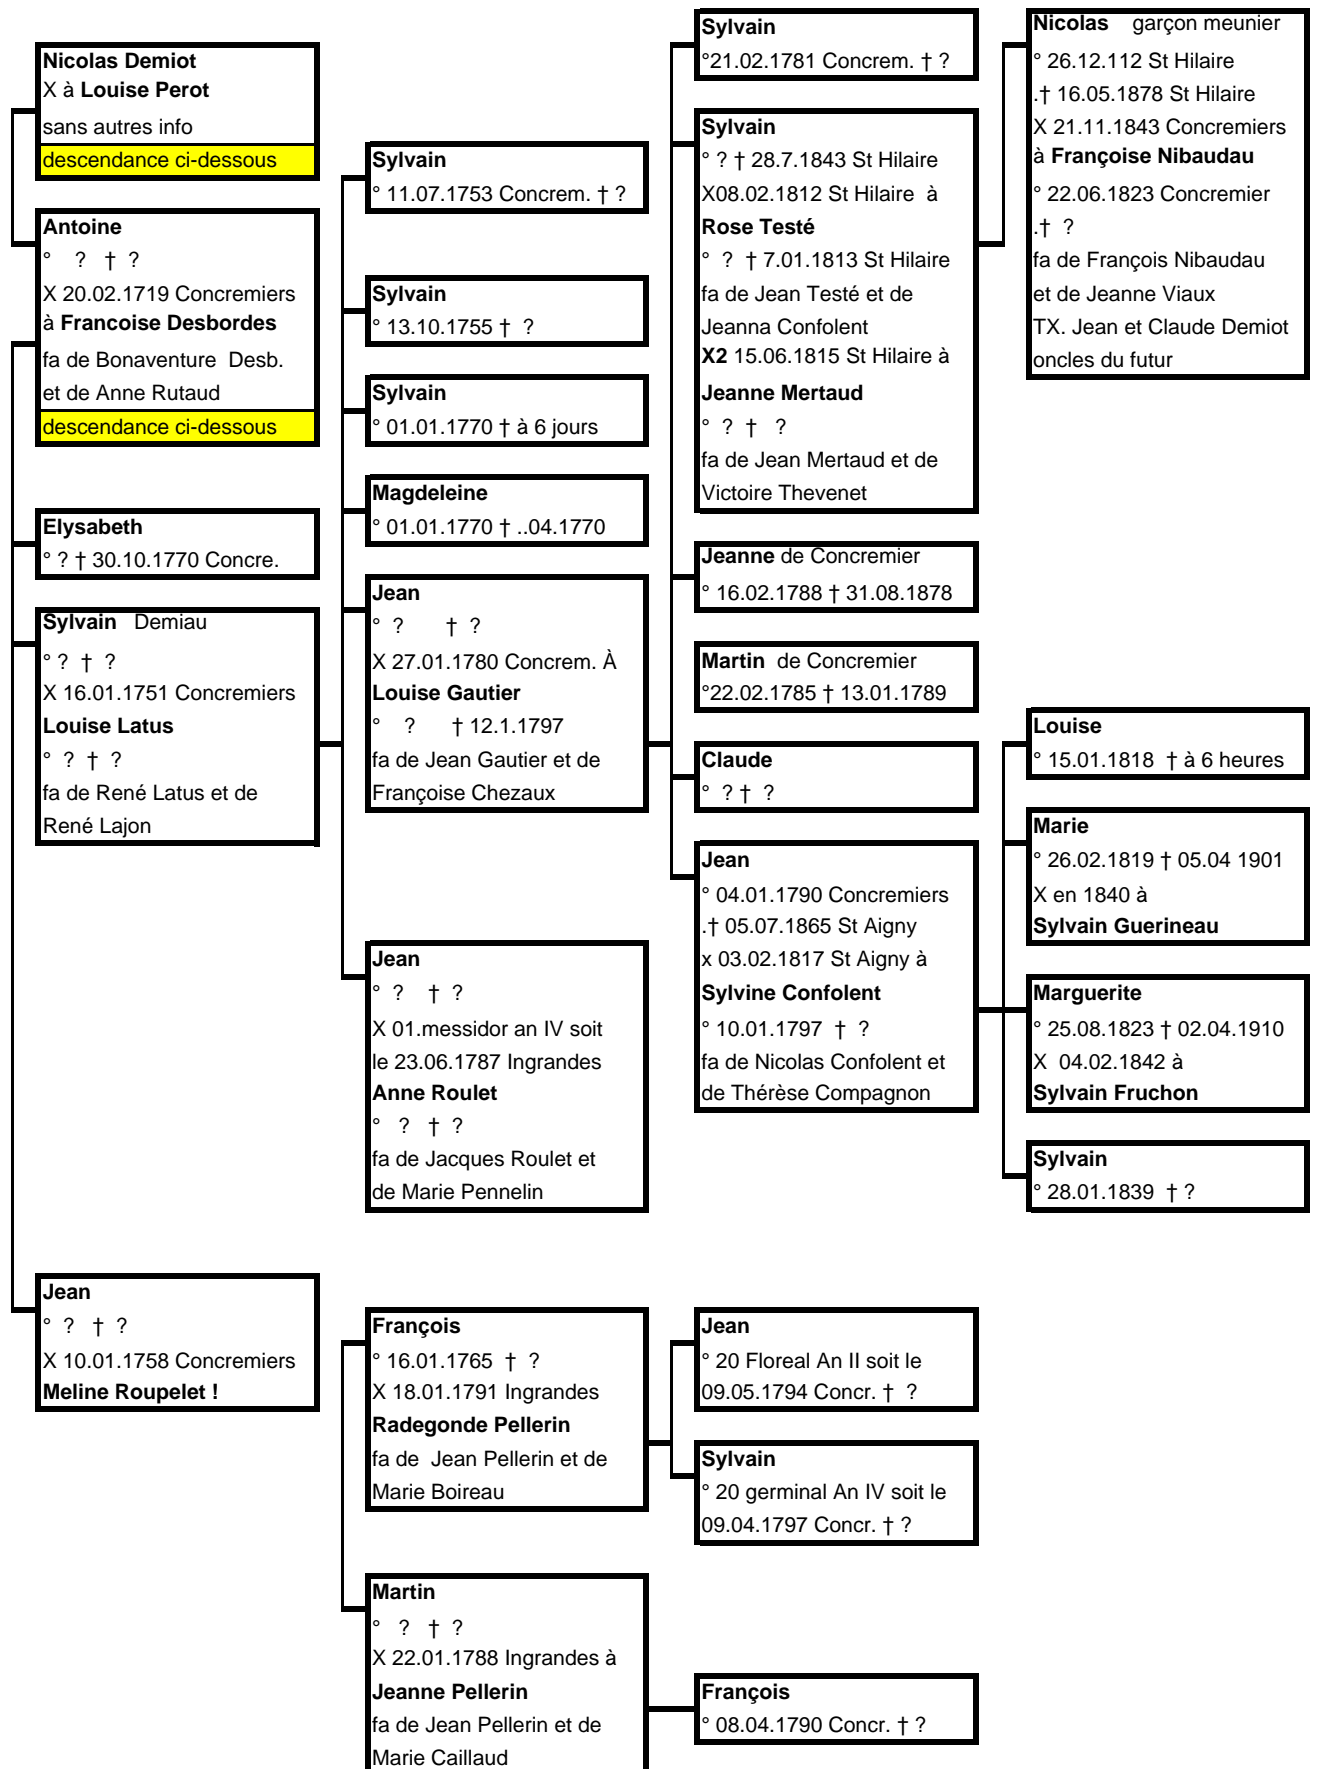 Nicolas Demiot
X à Louise Perot
sans autres info
descendance ci-dessous
Antoine
° ? † ?
X 20.02.1719 Concremiers
à Francoise Desbordes
fa de Bonaventure Desb.
et de Anne Rutaud
descendance ci-dessous
Elysabeth
° ? † 30.10.1770 Concre.
Sylvain Demiau
° ? † ?
X 16.01.1751 Concremiers
Louise Latus
° ? † ?
fa de René Latus et de
René Lajon
Jean
° ? † ?
X 10.01.1758 Concremiers
Meline Roupelet !
Sylvain
° 11.07.1753 Concrem. † ?
Sylvain
° 13.10.1755 † ?
Sylvain
° 01.01.1770 † à 6 jours
Magdeleine
° 01.01.1770 † ..04.1770
Jean
° ? † ?
X 27.01.1780 Concrem. À
Louise Gautier
° ? † 12.1.1797
fa de Jean Gautier et de
Françoise Chezaux
Jean
° ? † ?
X 01.messidor an IV soit
le 23.06.1787 Ingrandes
Anne Roulet
° ? † ?
fa de Jacques Roulet et
de Marie Pennelin
François
° 16.01.1765 † ?
X 18.01.1791 Ingrandes
Radegonde Pellerin
fa de Jean Pellerin et de
Marie Boireau
Martin
° ? † ?
X 22.01.1788 Ingrandes à
Jeanne Pellerin
fa de Jean Pellerin et de
Marie Caillaud
Sylvain
°21.02.1781 Concrem. † ?
Sylvain
° ? † 28.7.1843 St Hilaire
X08.02.1812 St Hilaire à
Rose Testé
° ? † 7.01.1813 St Hilaire
fa de Jean Testé et de
Jeanna Confolent
X2 15.06.1815 St Hilaire à
Jeanne Mertaud
° ? † ?
fa de Jean Mertaud et de
Victoire Thevenet
Jeanne de Concremier
° 16.02.1788 † 31.08.1878
Martin de Concremier
°22.02.1785 † 13.01.1789
Claude
° ? † ?
Jean
° 04.01.1790 Concremiers
.† 05.07.1865 St Aigny
x 03.02.1817 St Aigny à
Sylvine Confolent
° 10.01.1797 † ?
fa de Nicolas Confolent et
de Thérèse Compagnon
Jean
° 20 Floreal An II soit le
09.05.1794 Concr. † ?
Sylvain
° 20 germinal An IV soit le
09.04.1797 Concr. † ?
François
° 08.04.1790 Concr. † ?
Nicolas garçon meunier
° 26.12.112 St Hilaire
.† 16.05.1878 St Hilaire
X 21.11.1843 Concremiers
à Françoise Nibaudau
° 22.06.1823 Concremier
.† ?
fa de François Nibaudau
et de Jeanne Viaux
TX. Jean et Claude Demiot
oncles du futur
Louise
° 15.01.1818 † à 6 heures
Marie
° 26.02.1819 † 05.04 1901
X en 1840 à
Sylvain Guerineau
Marguerite
° 25.08.1823 † 02.04.1910
X 04.02.1842 à
Sylvain Fruchon
Sylvain
° 28.01.1839 † ?